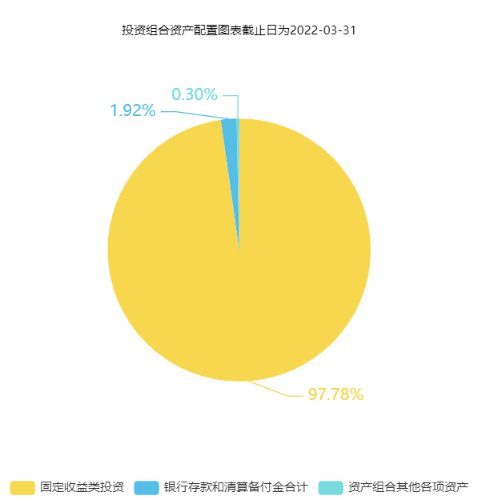 投资组合资产配置图表截止日为2022-03-31
0.30%
1.92%
97.78%
固定收益类投资
银行存款和清算备付金合计
资产组合其他各项资产